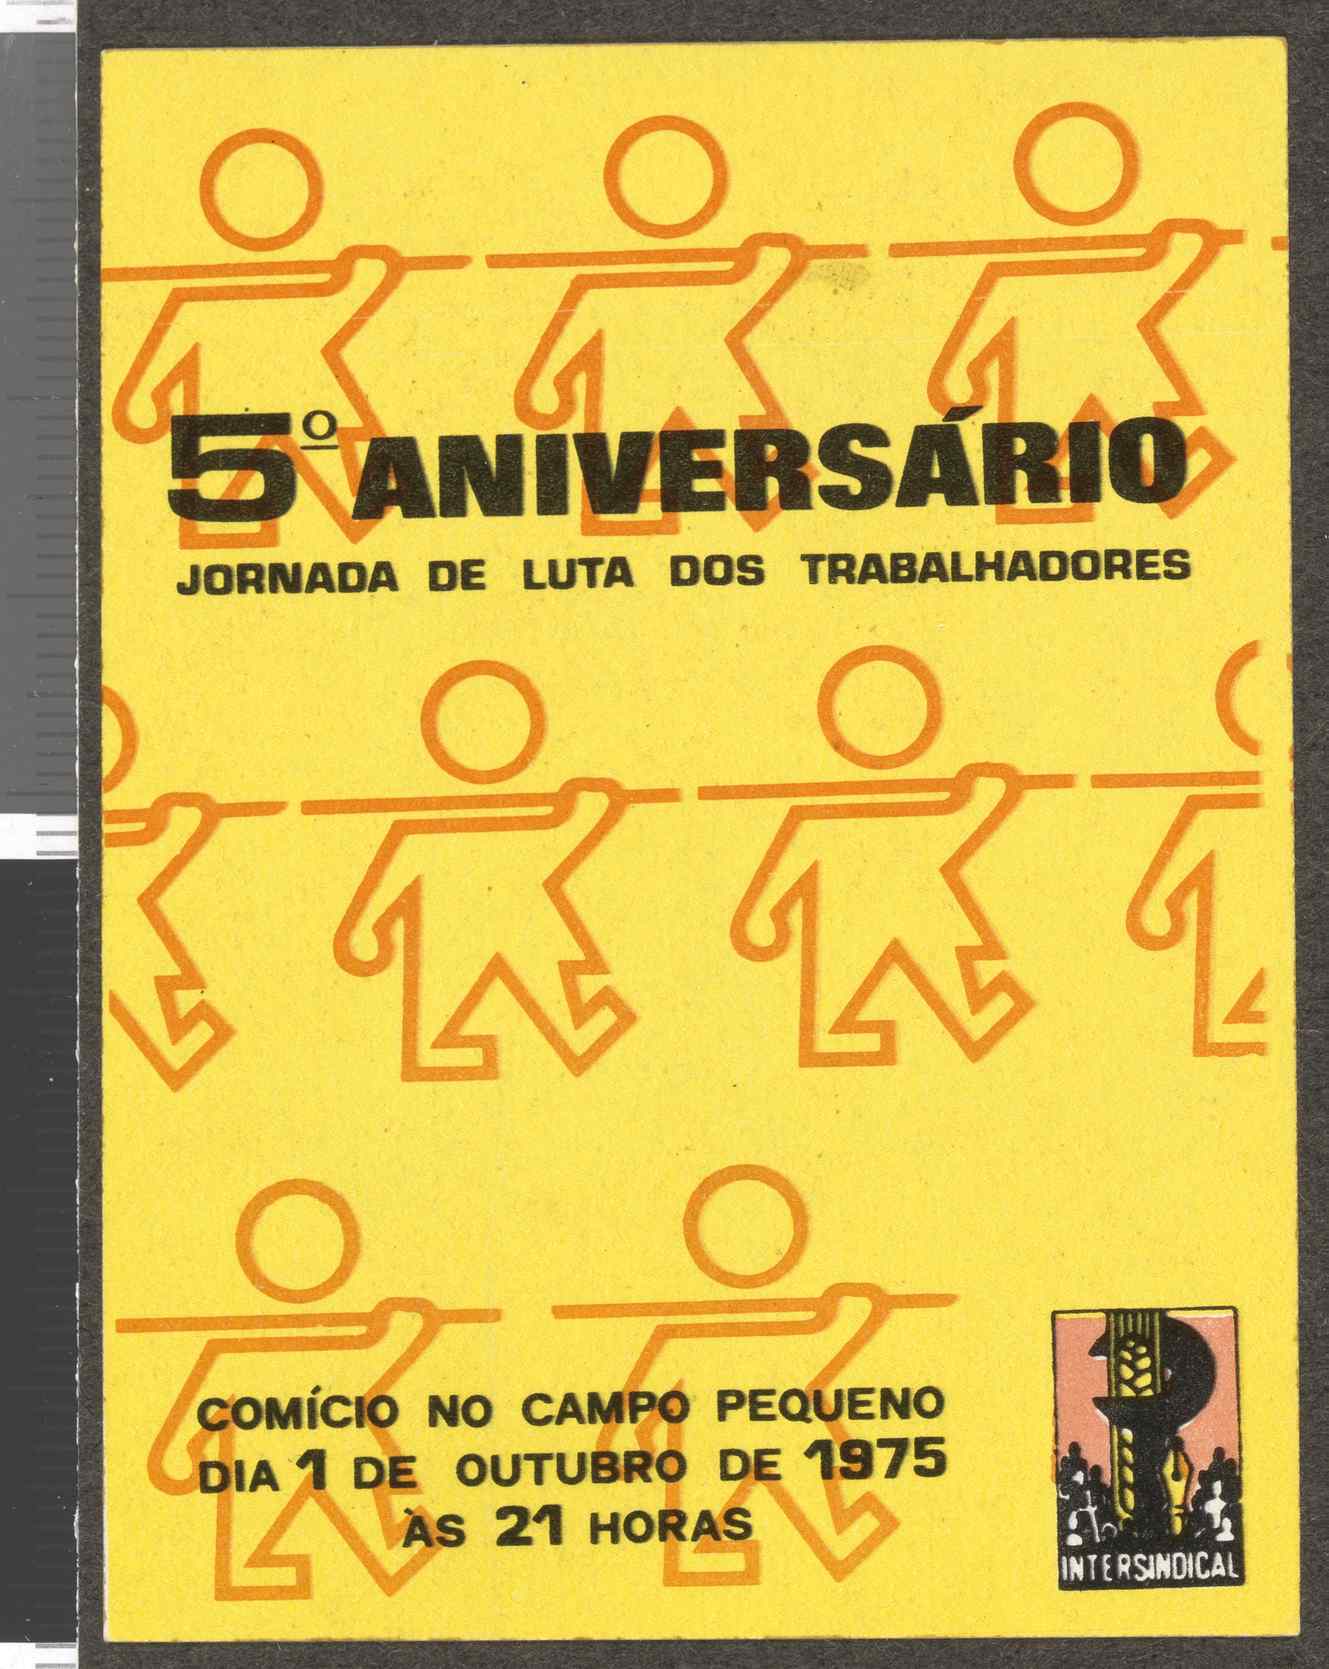 5º ANIVERSÁRIO
JORNADA DE LUTA DOS TRABALHADORES
COMÍCIO NO CAMPO PEQUENO
DIA 1 DE OUTUBRO DE 1975
ÀS 21 HORAS
INTERSINDICAL